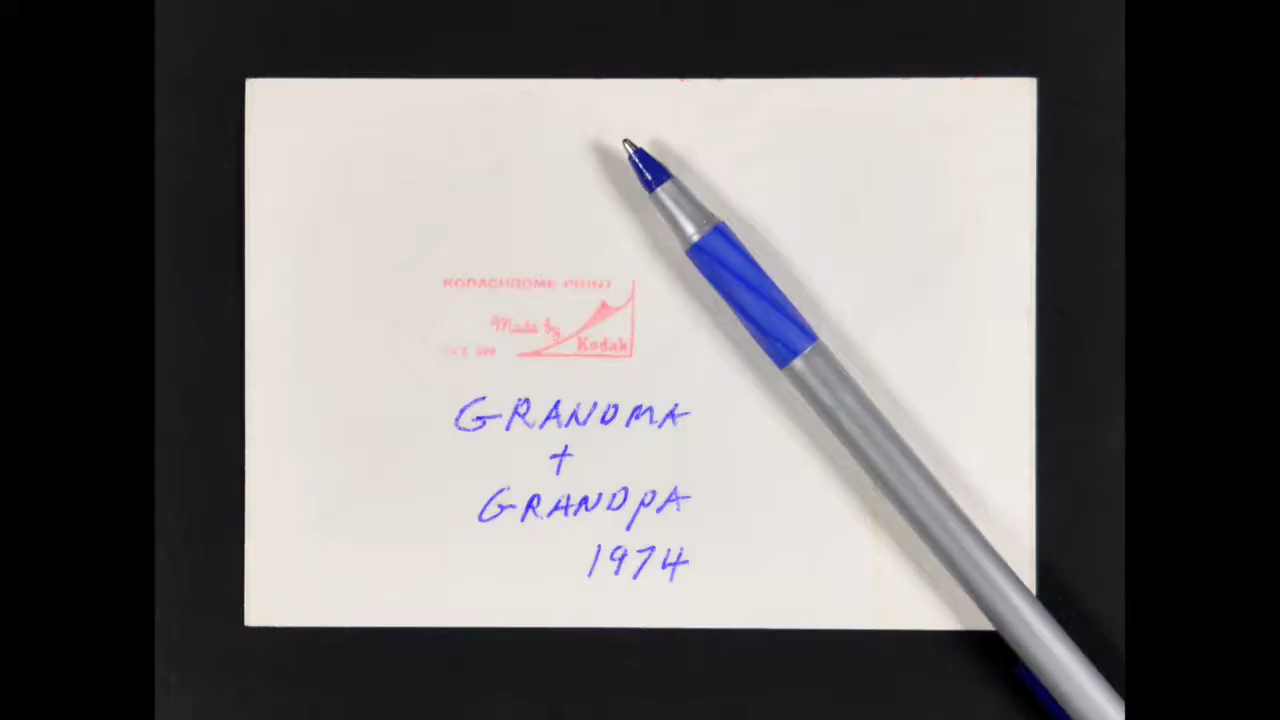 KODACHROME PRINT
Made by
Kodak
GRANDMA
+
GRANDPA
1974